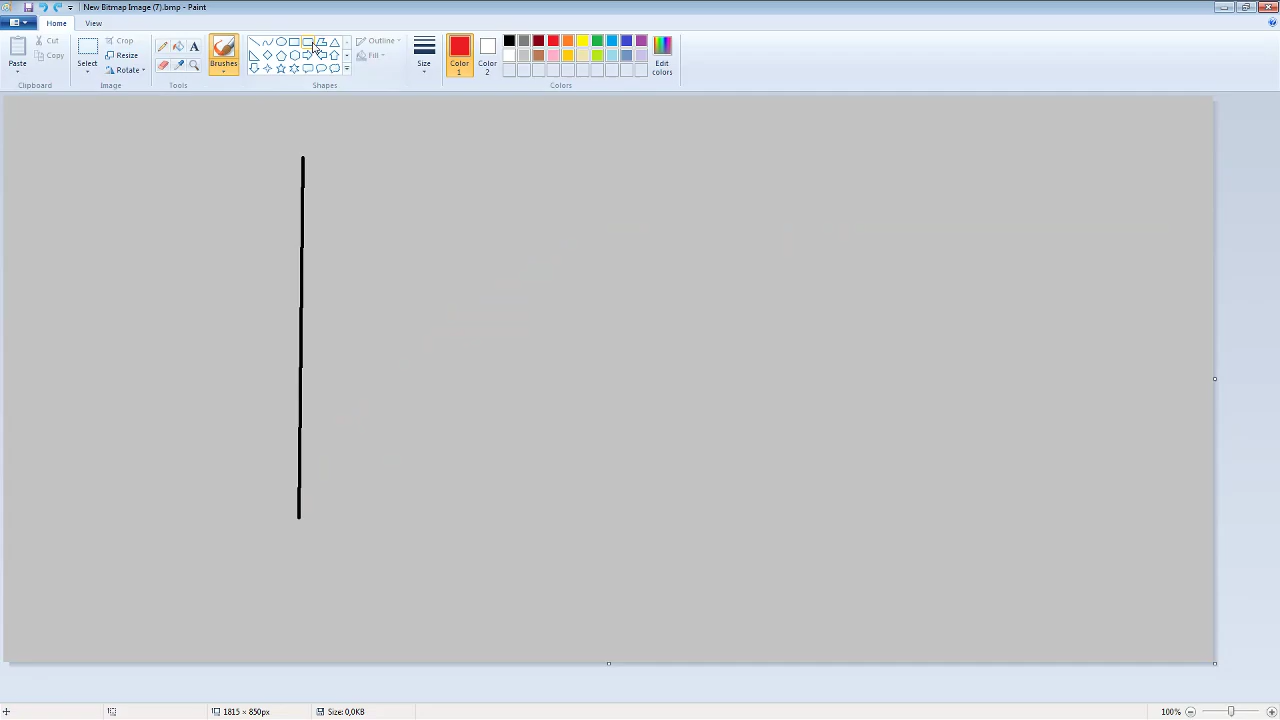 New Bitmap Image (7).bmp - Paint
Home View
Paste
Cut
Copy
Clipboard
Select
Crop
Resize
Rotate
Image
A
Tools
Brushes
Outline
Fill
Shapes
Size
Color 1
Color 2
Edit colors
Colors
1815 × 850px
Size: 0,0KB
100%